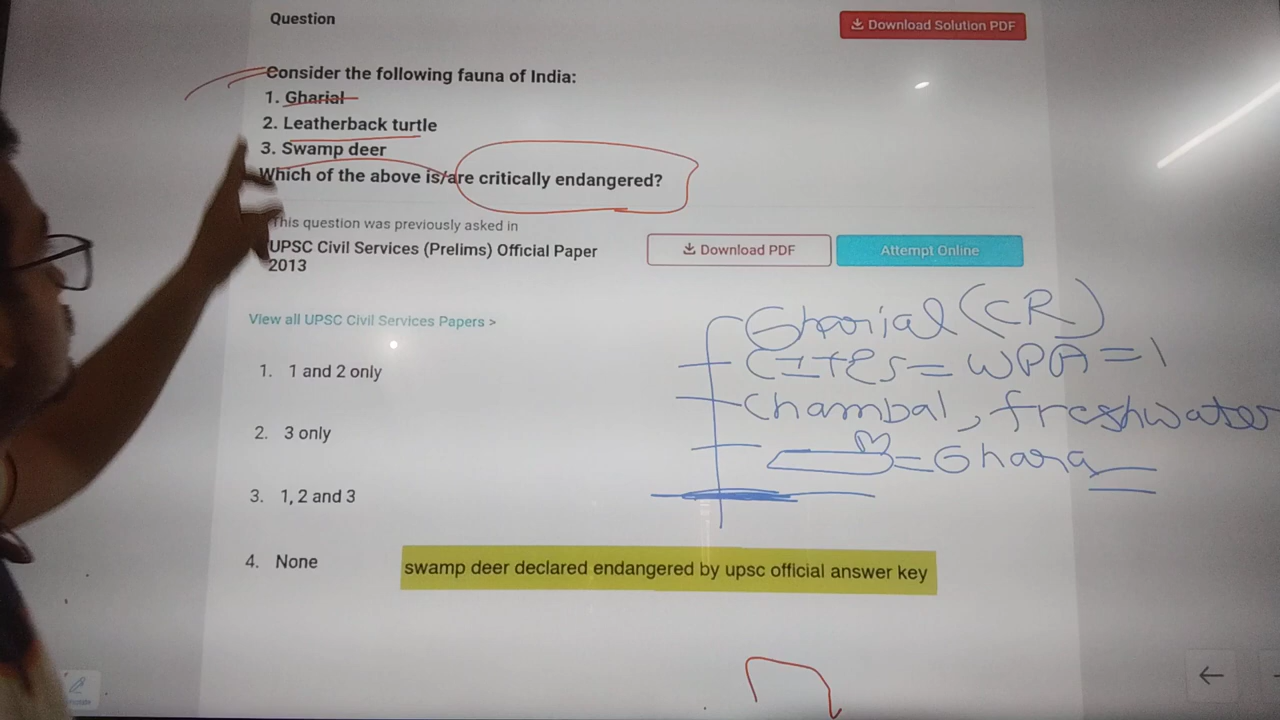 Question
Download Solution PDF
Consider the following fauna of India:
1. Gharial
2. Leatherback turtle
3. Swamp deer
Which of the above is/are critically endangered?
This question was previously asked in
UPSC Civil Services (Prelims) Official Paper
2013
Download PDF
Attempt Online
View all UPSC Civil Services Papers >
1. 1 and 2 only
2. 3 only
3. 1, 2 and 3
4. None
Gharial (CR)
CITES = WPA = 1
Chambal, freshwater
= Ghara
swamp deer declared endangered by upsc official answer key